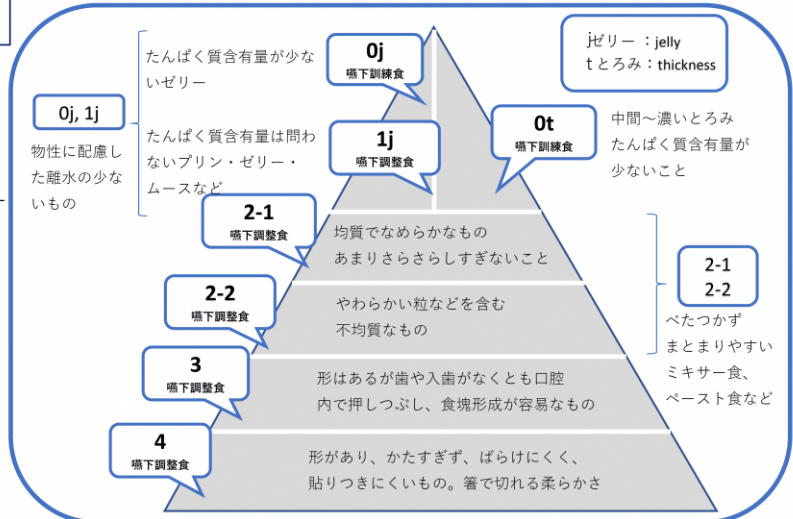 jゼリー ：jelly
tとろみ：thickness
0j
嚥下訓練食
たんぱく質含有量が少な
いゼリー
0j, 1j
物性に配慮し
た離水の少な
いもの
たんぱく質含有量は問わ
ないプリン・ゼリー・
ムースなど
1j
嚥下調整食
0t
嚥下訓練食
中間～濃いとろみ
たんぱく質含有量が
少ないこと
2-1
嚥下調整食
均質でなめらかなもの
あまりさらさらしすぎないこと
2-2
嚥下調整食
やわらかい粒などを含む
不均質なもの
2-1
2-2
べたつかず
まとまりやすい
ミキサー食、
ペースト食など
3
嚥下調整食
形はあるが歯や入歯がなくとも口腔
内で押しつぶし、食塊形成が容易なもの
4
嚥下調整食
形があり、かたすぎず、ばらけにくく、
貼りつきにくいもの。箸で切れる柔らかさ